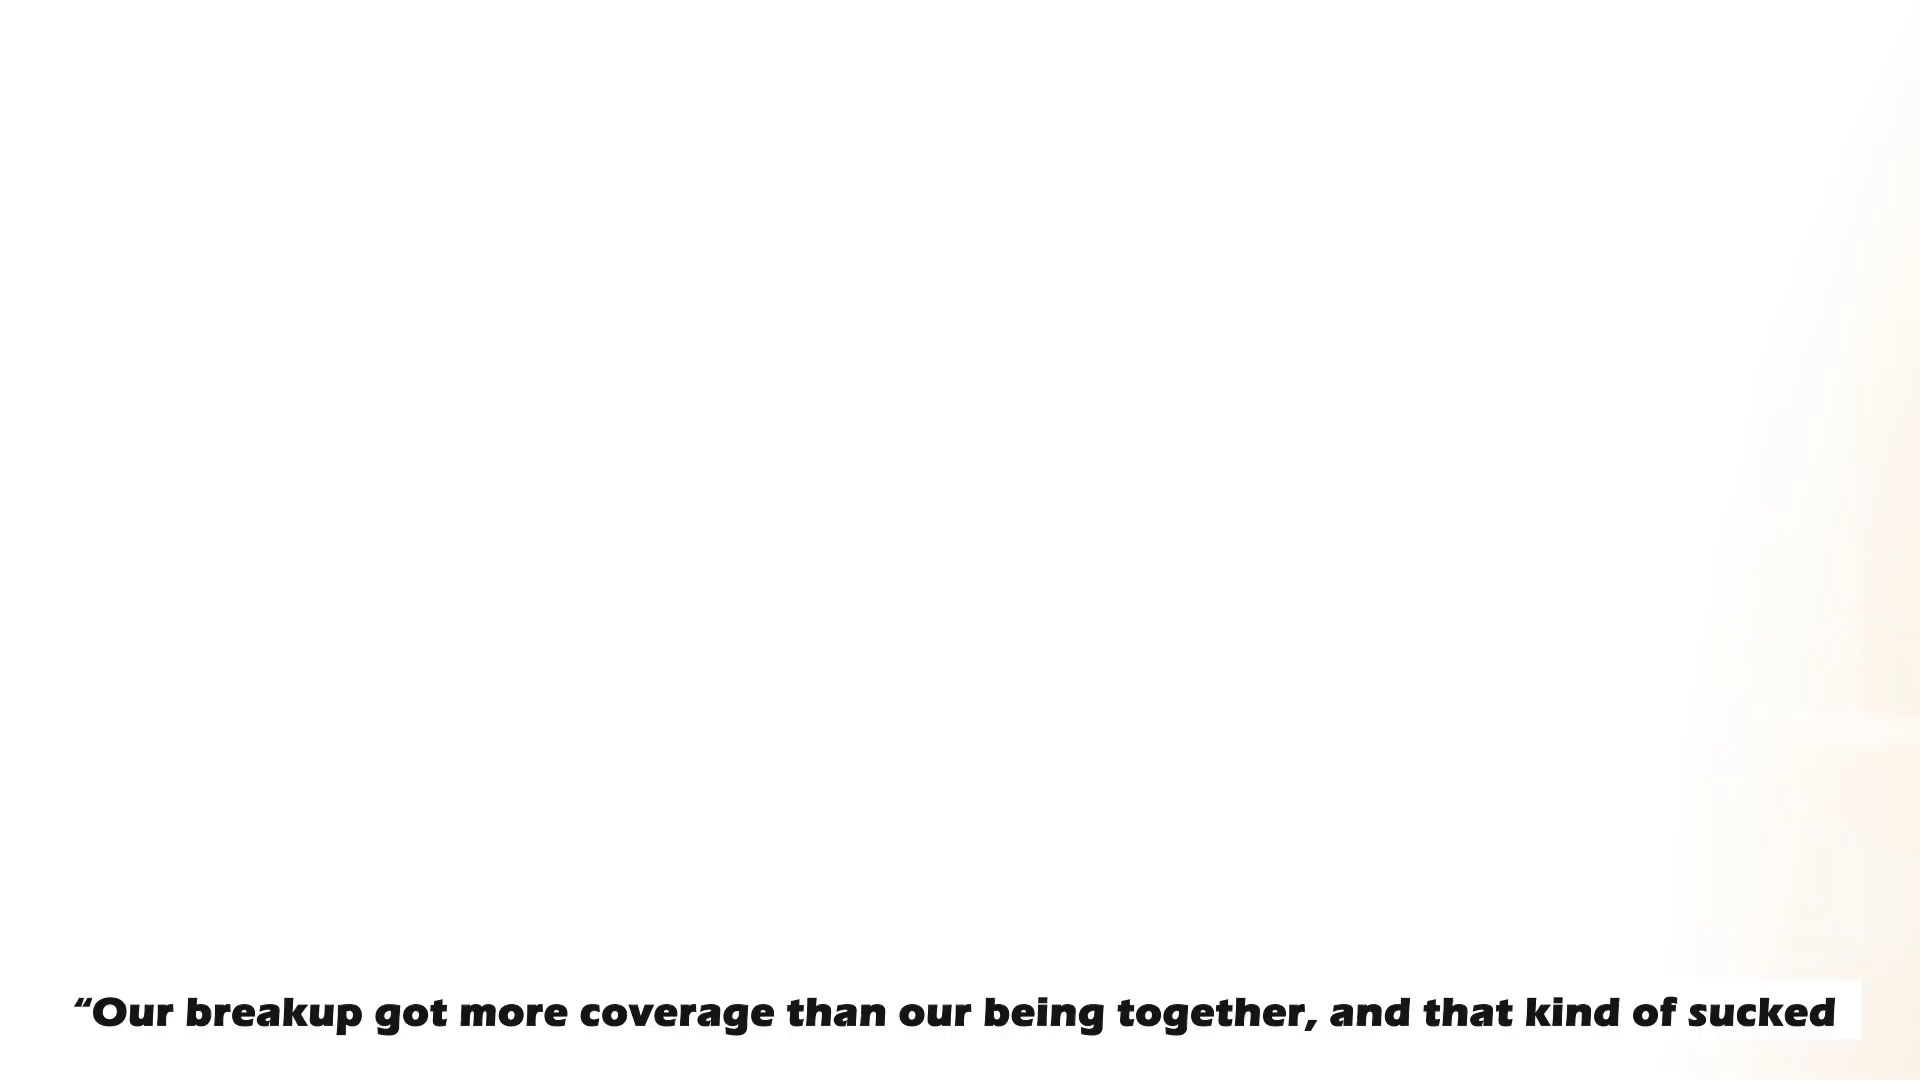 “Our breakup got more coverage than our being together, and that kind of sucked